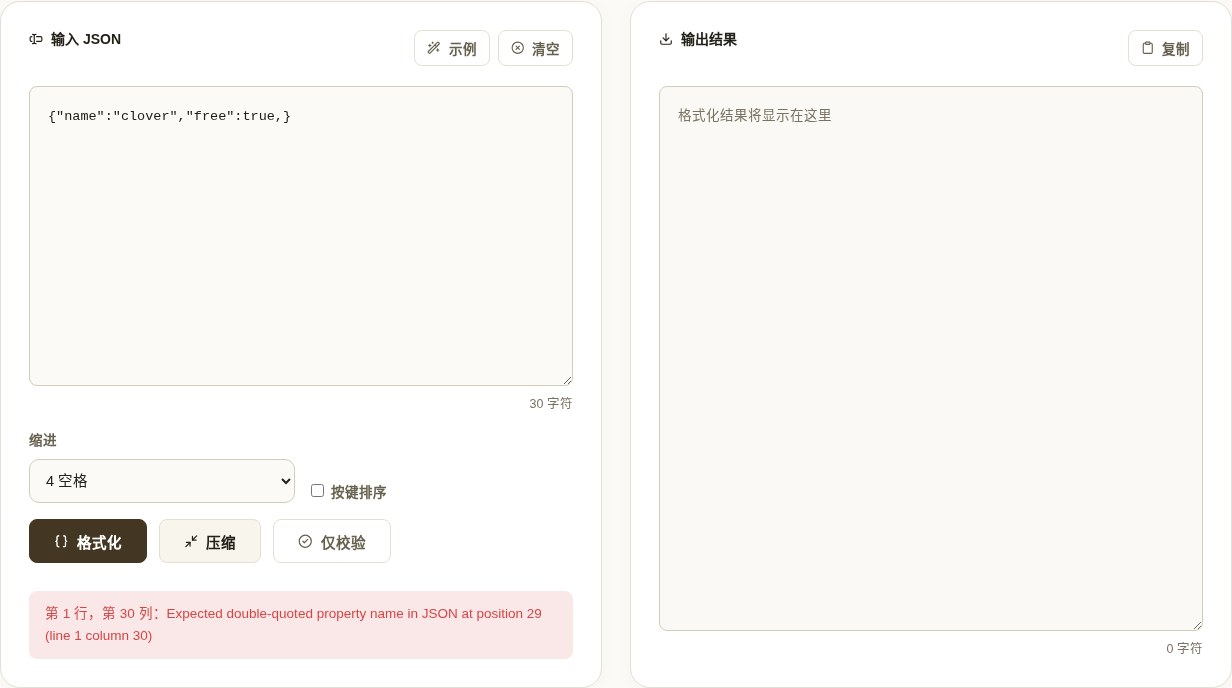 输入 JSON
示例
清空
{"name":"clover","free":true,}
30 字符
缩进
4 空格
按键排序
格式化
压缩
仅校验
第 1 行，第 30 列：Expected double-quoted property name in JSON at position 29
(line 1 column 30)
输出结果
复制
格式化结果将显示在这里
0 字符